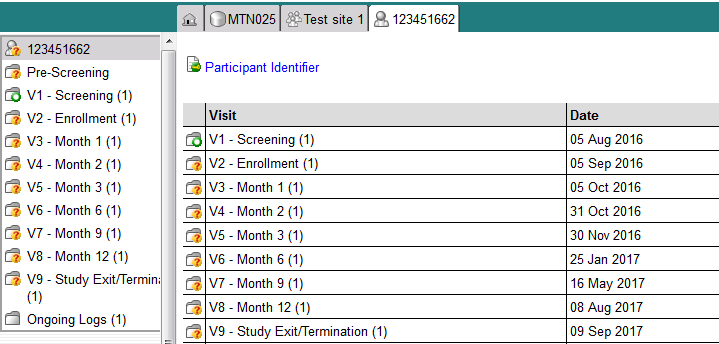 MTN025 Test site 1 123451662
123451662
Pre-Screening
V1 - Screening (1)
V2 - Enrollment (1)
V3 - Month 1 (1)
V4 - Month 2 (1)
V5 - Month 3 (1)
V6 - Month 6 (1)
V7 - Month 9 (1)
V8 - Month 12 (1)
V9 - Study Exit/Termina
(1)
Ongoing Logs (1)
Participant Identifier
Visit Date
V1 - Screening (1) 05 Aug 2016
V2 - Enrollment (1) 05 Sep 2016
V3 - Month 1 (1) 05 Oct 2016
V4 - Month 2 (1) 31 Oct 2016
V5 - Month 3 (1) 30 Nov 2016
V6 - Month 6 (1) 25 Jan 2017
V7 - Month 9 (1) 16 May 2017
V8 - Month 12 (1) 08 Aug 2017
V9 - Study Exit/Termination (1) 09 Sep 2017